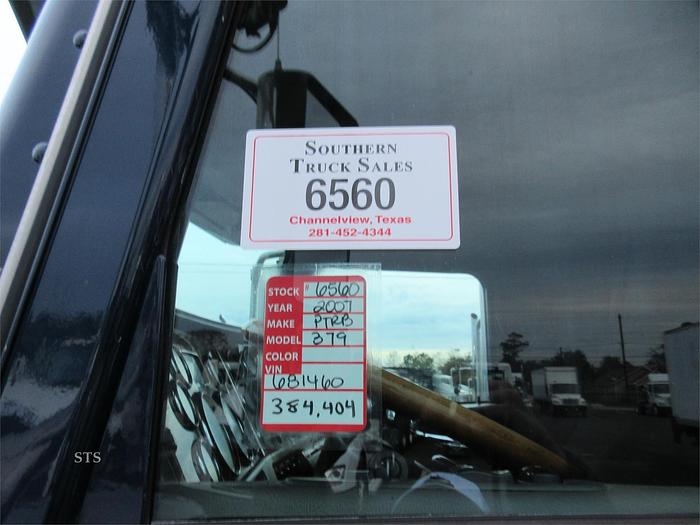 SOUTHERN
TRUCK SALES
6560
Channelview, Texas
281-452-4344
STOCK # 6560
YEAR 2007
MAKE PTRB
MODEL 379
COLOR
VIN
681460
384,404
STS